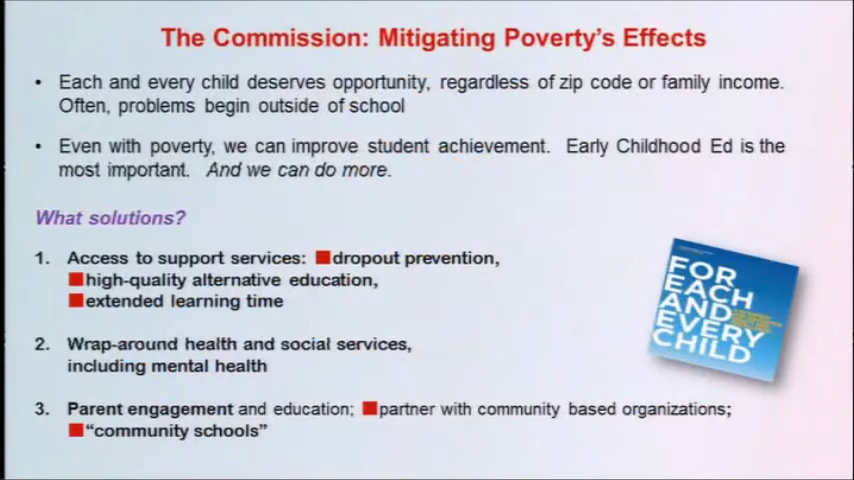 The Commission: Mitigating Poverty's Effects
• Each and every child deserves opportunity, regardless of zip code or family income.
Often, problems begin outside of school
• Even with poverty, we can improve student achievement. Early Childhood Ed is the
most important. And we can do more.
What solutions?
1. Access to support services: ■dropout prevention,
■high-quality alternative education,
■extended learning time
2. Wrap-around health and social services,
including mental health
3. Parent engagement and education; ■partner with community based organizations;
■“community schools”
FOR
EACH
AND
EVERY
CHILD